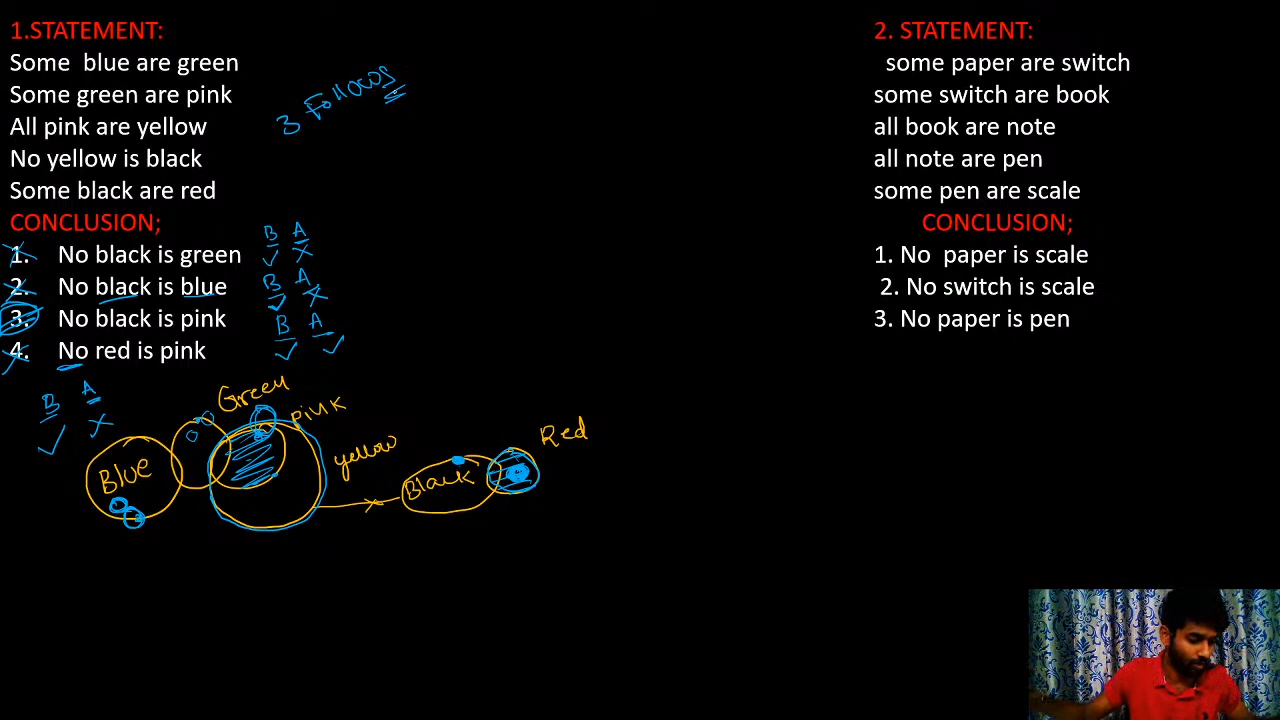 1.STATEMENT:
Some blue are green
Some green are pink
All pink are yellow
No yellow is black
Some black are red
CONCLUSION;
1. No black is green
2. No black is blue
3. No black is pink
4. No red is pink
3 Follows
B A
B A
B A
B A
Green
Pink
yellow
Blue
Black
Red
2. STATEMENT:
some paper are switch
some switch are book
all book are note
all note are pen
some pen are scale
CONCLUSION;
1. No paper is scale
2. No switch is scale
3. No paper is pen